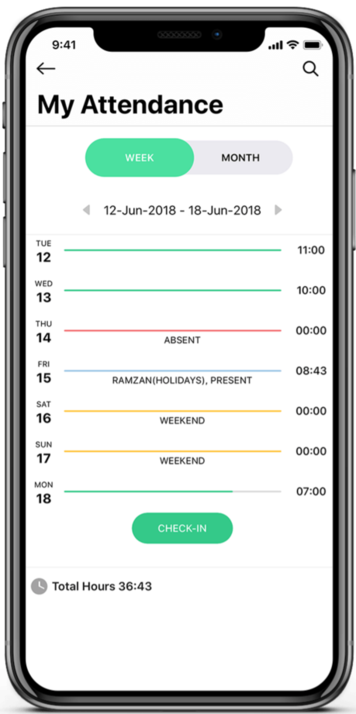 9:41
My Attendance
WEEK MONTH
12-Jun-2018 - 18-Jun-2018
TUE
12 11:00
WED
13 10:00
THU
14 00:00
ABSENT
FRI
15 08:43
RAMZAN(HOLIDAYS), PRESENT
SAT
16 00:00
WEEKEND
SUN
17 00:00
WEEKEND
MON
18 07:00
CHECK-IN
Total Hours 36:43